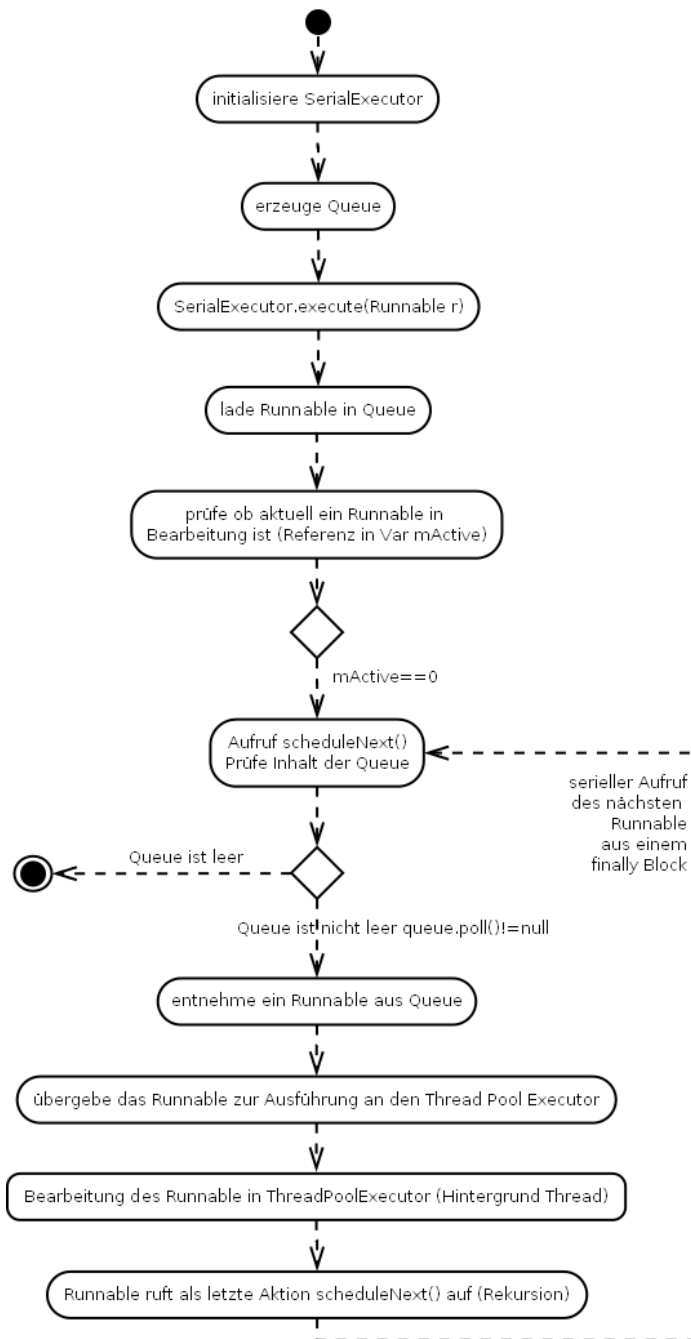 initialisiere SerialExecutor
erzeuge Queue
SerialExecutor.execute(Runnable r)
lade Runnable in Queue
prüfe ob aktuell ein Runnable in
Bearbeitung ist (Referenz in Var mActive)
mActive==0
Aufruf scheduleNext()
Prüfe Inhalt der Queue
serieller Aufruf
des nächsten
Runnable
aus einem
finally Block
Queue ist leer
Queue ist nicht leer queue.poll()!=null
entnehme ein Runnable aus Queue
übergebe das Runnable zur Ausführung an den Thread Pool Executor
Bearbeitung des Runnable in ThreadPoolExecutor (Hintergrund Thread)
Runnable ruft als letzte Aktion scheduleNext() auf (Rekursion)